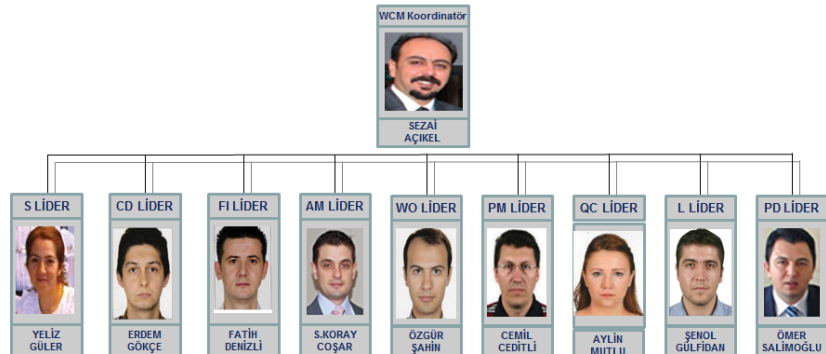 WCM Koordinatör
SEZAİ
AÇIKEL
S LİDER
CD LİDER
FI LİDER
AM LİDER
WO LİDER
PM LİDER
QC LİDER
L LİDER
PD LİDER
YELİZ
GÜLER
ERDEM
GÖKÇE
FATİH
DENİZLİ
S.KORAY
COŞAR
ÖZGÜR
ŞAHİN
CEMİL
CEDİTLİ
AYLİN
MUTLU
ŞENOL
GÜLFİDAN
ÖMER
SALİMOĞLU